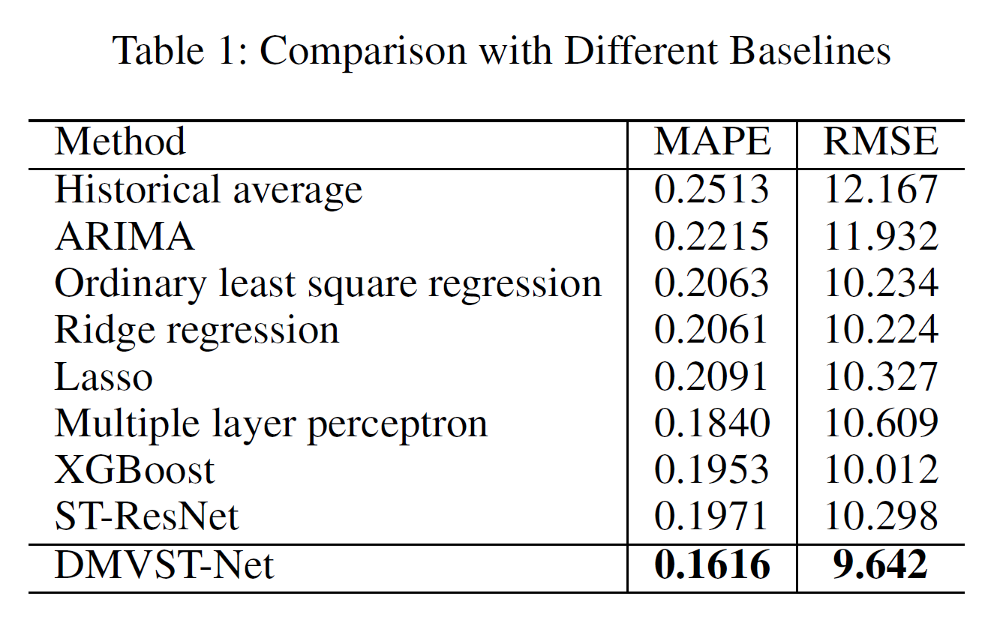 Table 1: Comparison with Different Baselines
Method MAPE RMSE
Historical average 0.2513 12.167
ARIMA 0.2215 11.932
Ordinary least square regression 0.2063 10.234
Ridge regression 0.2061 10.224
Lasso 0.2091 10.327
Multiple layer perceptron 0.1840 10.609
XGBoost 0.1953 10.012
ST-ResNet 0.1971 10.298
DMVST-Net 0.1616 9.642